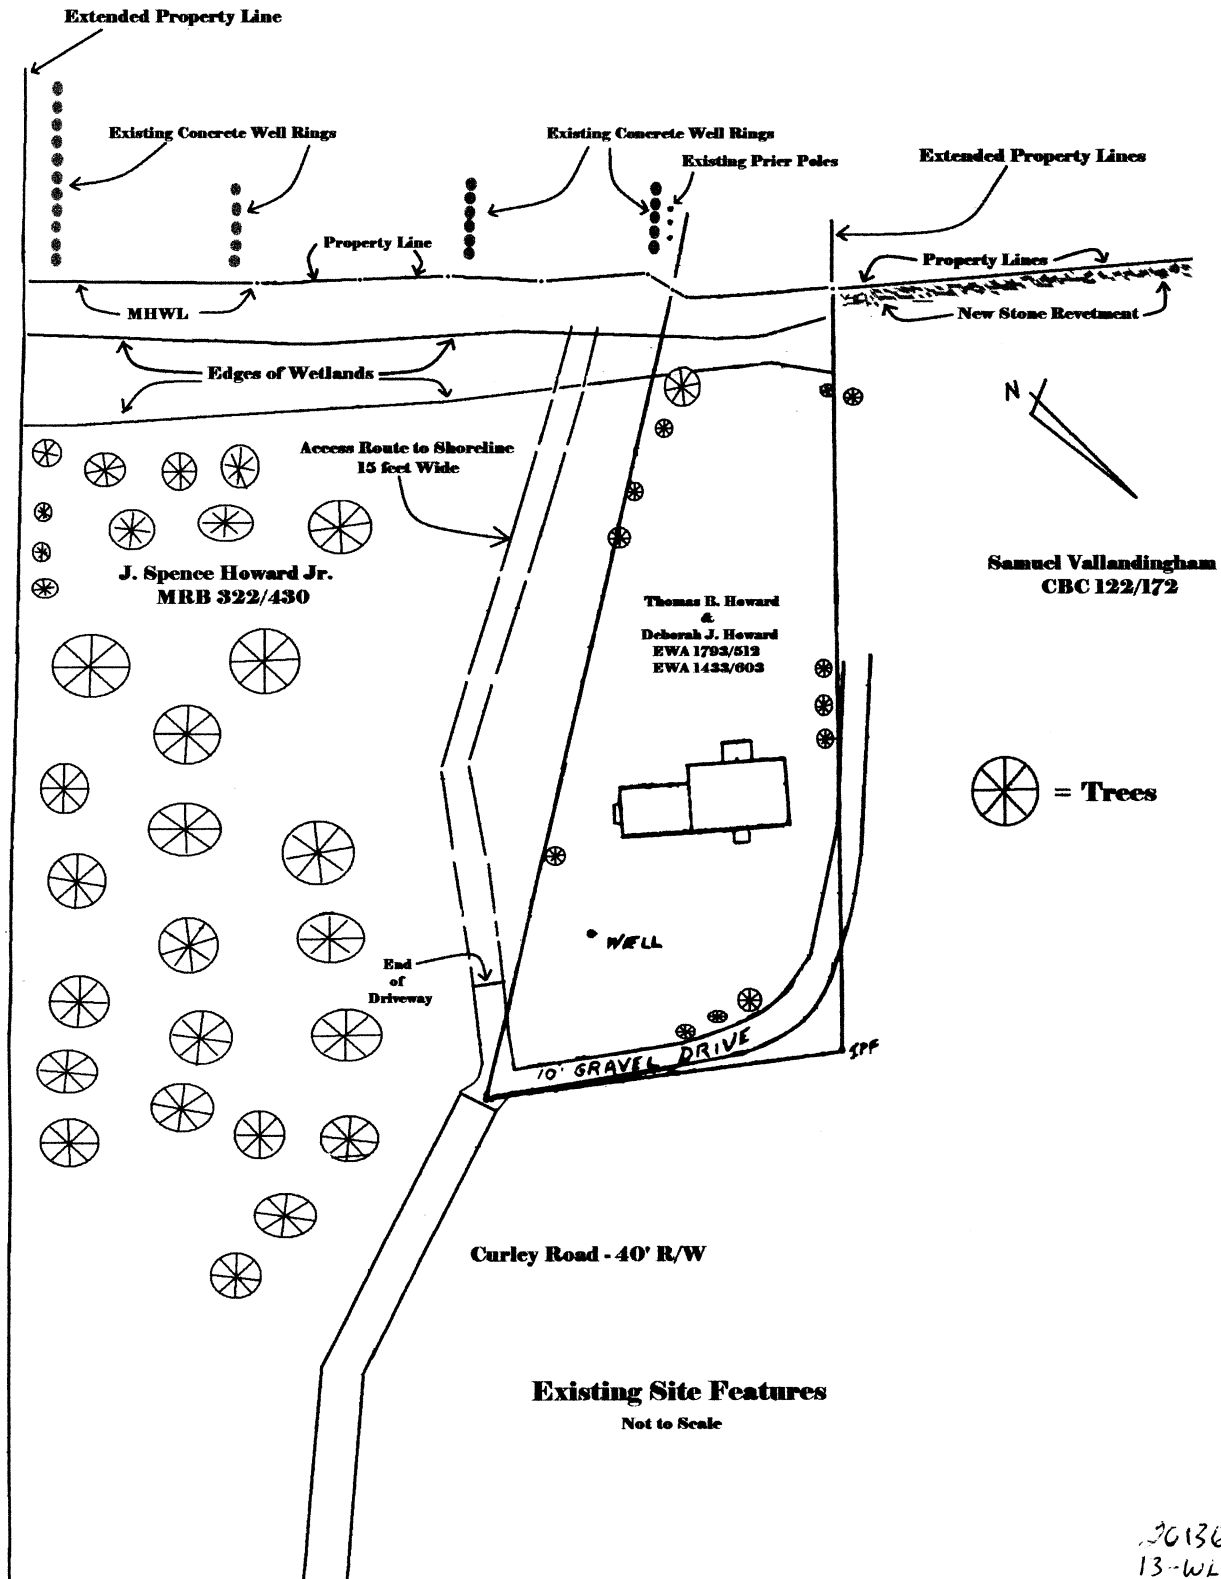 Extended Property Line
Existing Concrete Well Rings
Existing Concrete Well Rings
Existing Prier Poles
Extended Property Lines
Property Line
Property Lines
MHWL
New Stone Revetment
Edges of Wetlands
N
Access Route to Shoreline
15 feet Wide
J. Spence Howard Jr.
MRB 322/430
Samuel Vallandingham
CBC 122/172
Thomas B. Howard
&
Deborah J. Howard
EWA 1793/512
EWA 1433/603
= Trees
WELL
End
of
Driveway
10' GRAVEL DRIVE
IPF
Curley Road - 40' R/W
Existing Site Features
Not to Scale
20136
13-WL